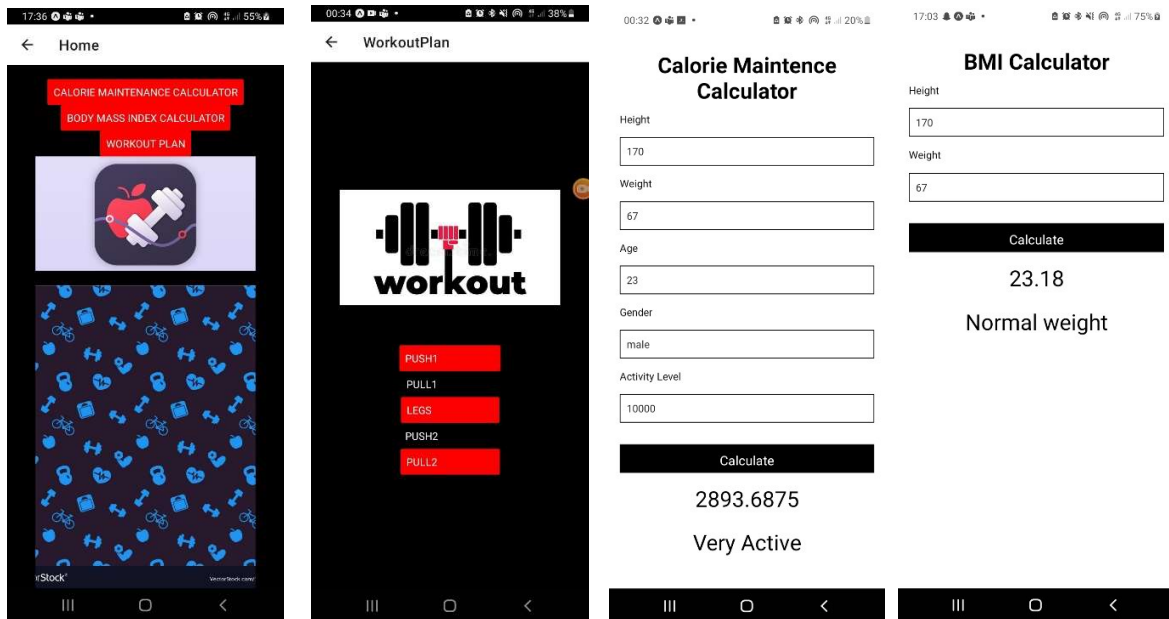 17:36
55%
Home
CALORIE MAINTENANCE CALCULATOR
BODY MASS INDEX CALCULATOR
WORKOUT PLAN
rStock®
VectorStock.com/
00:34
38%
WorkoutPlan
workout
PUSH1
PULL1
LEGS
PUSH2
PULL2
00:32
20%
Calorie Maintence
Calculator
Height
170
Weight
67
Age
23
Gender
male
Activity Level
10000
Calculate
2893.6875
Very Active
17:03
75%
BMI Calculator
Height
170
Weight
67
Calculate
23.18
Normal weight